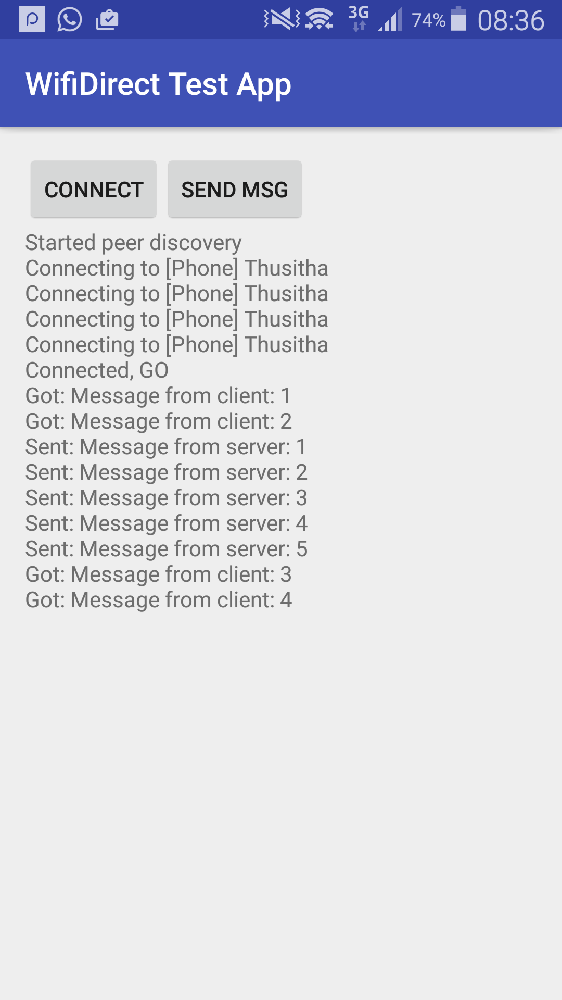 3G 74% 08:36
WifiDirect Test App
CONNECT SEND MSG
Started peer discovery
Connecting to [Phone] Thusitha
Connecting to [Phone] Thusitha
Connecting to [Phone] Thusitha
Connecting to [Phone] Thusitha
Connected, GO
Got: Message from client: 1
Got: Message from client: 2
Sent: Message from server: 1
Sent: Message from server: 2
Sent: Message from server: 3
Sent: Message from server: 4
Sent: Message from server: 5
Got: Message from client: 3
Got: Message from client: 4